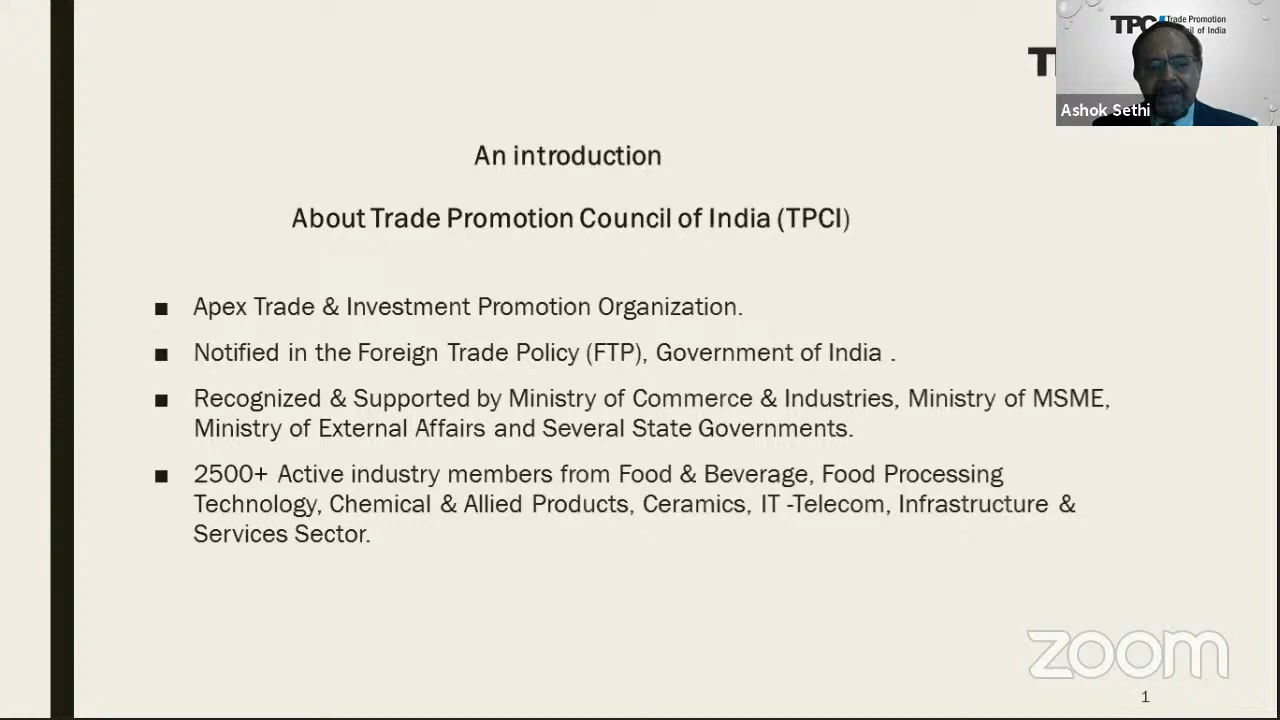 TPCI Trade Promotion
Council of India
Ashok Sethi
An introduction
About Trade Promotion Council of India (TPCI)
■ Apex Trade & Investment Promotion Organization.
■ Notified in the Foreign Trade Policy (FTP), Government of India .
■ Recognized & Supported by Ministry of Commerce & Industries, Ministry of MSME,
Ministry of External Affairs and Several State Governments.
■ 2500+ Active industry members from Food & Beverage, Food Processing
Technology, Chemical & Allied Products, Ceramics, IT -Telecom, Infrastructure &
Services Sector.
zoom
1